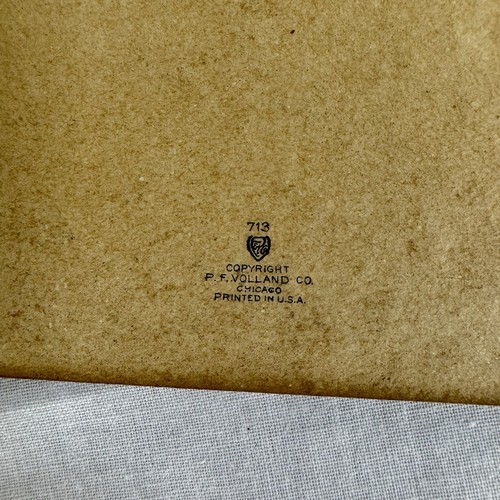 713
COPYRIGHT
P. F. VOLLAND CO.
CHICAGO
PRINTED IN U.S.A.